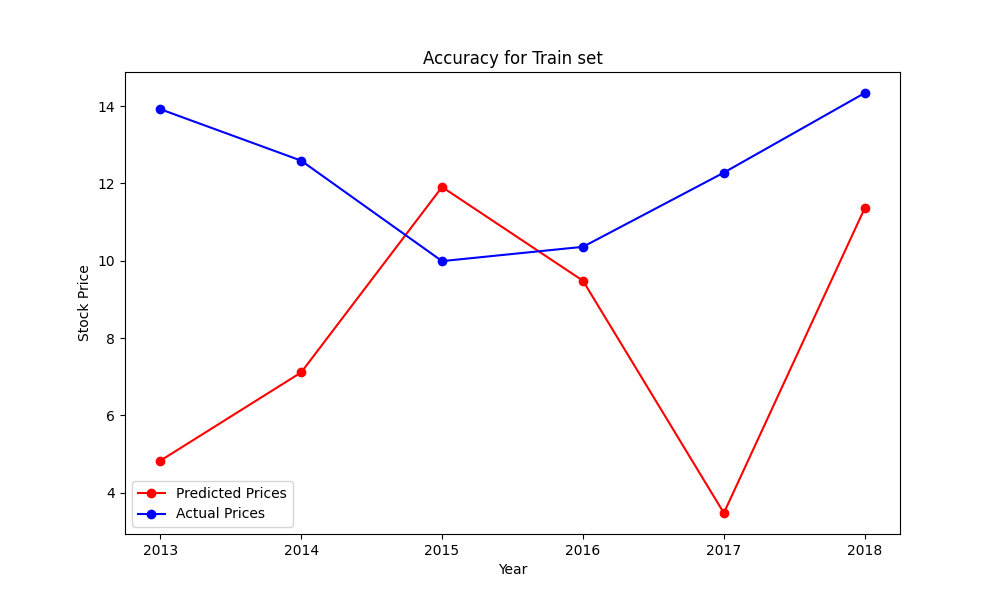 Accuracy for Train set
Stock Price
14
12
10
8
6
4
Predicted Prices
Actual Prices
2013 2014 2015 2016 2017 2018
Year